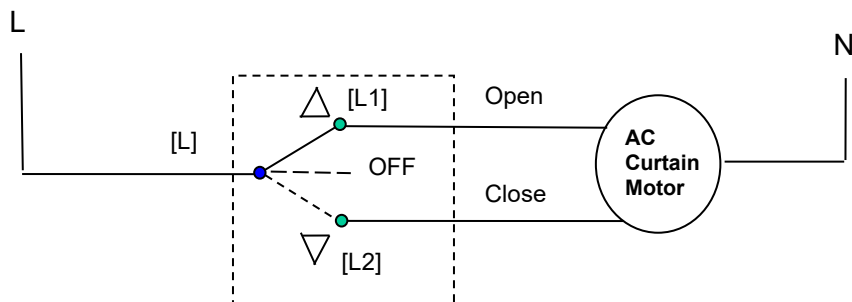 L
N
[L1]
Open
[L]
OFF
AC
Curtain
Motor
Close
[L2]